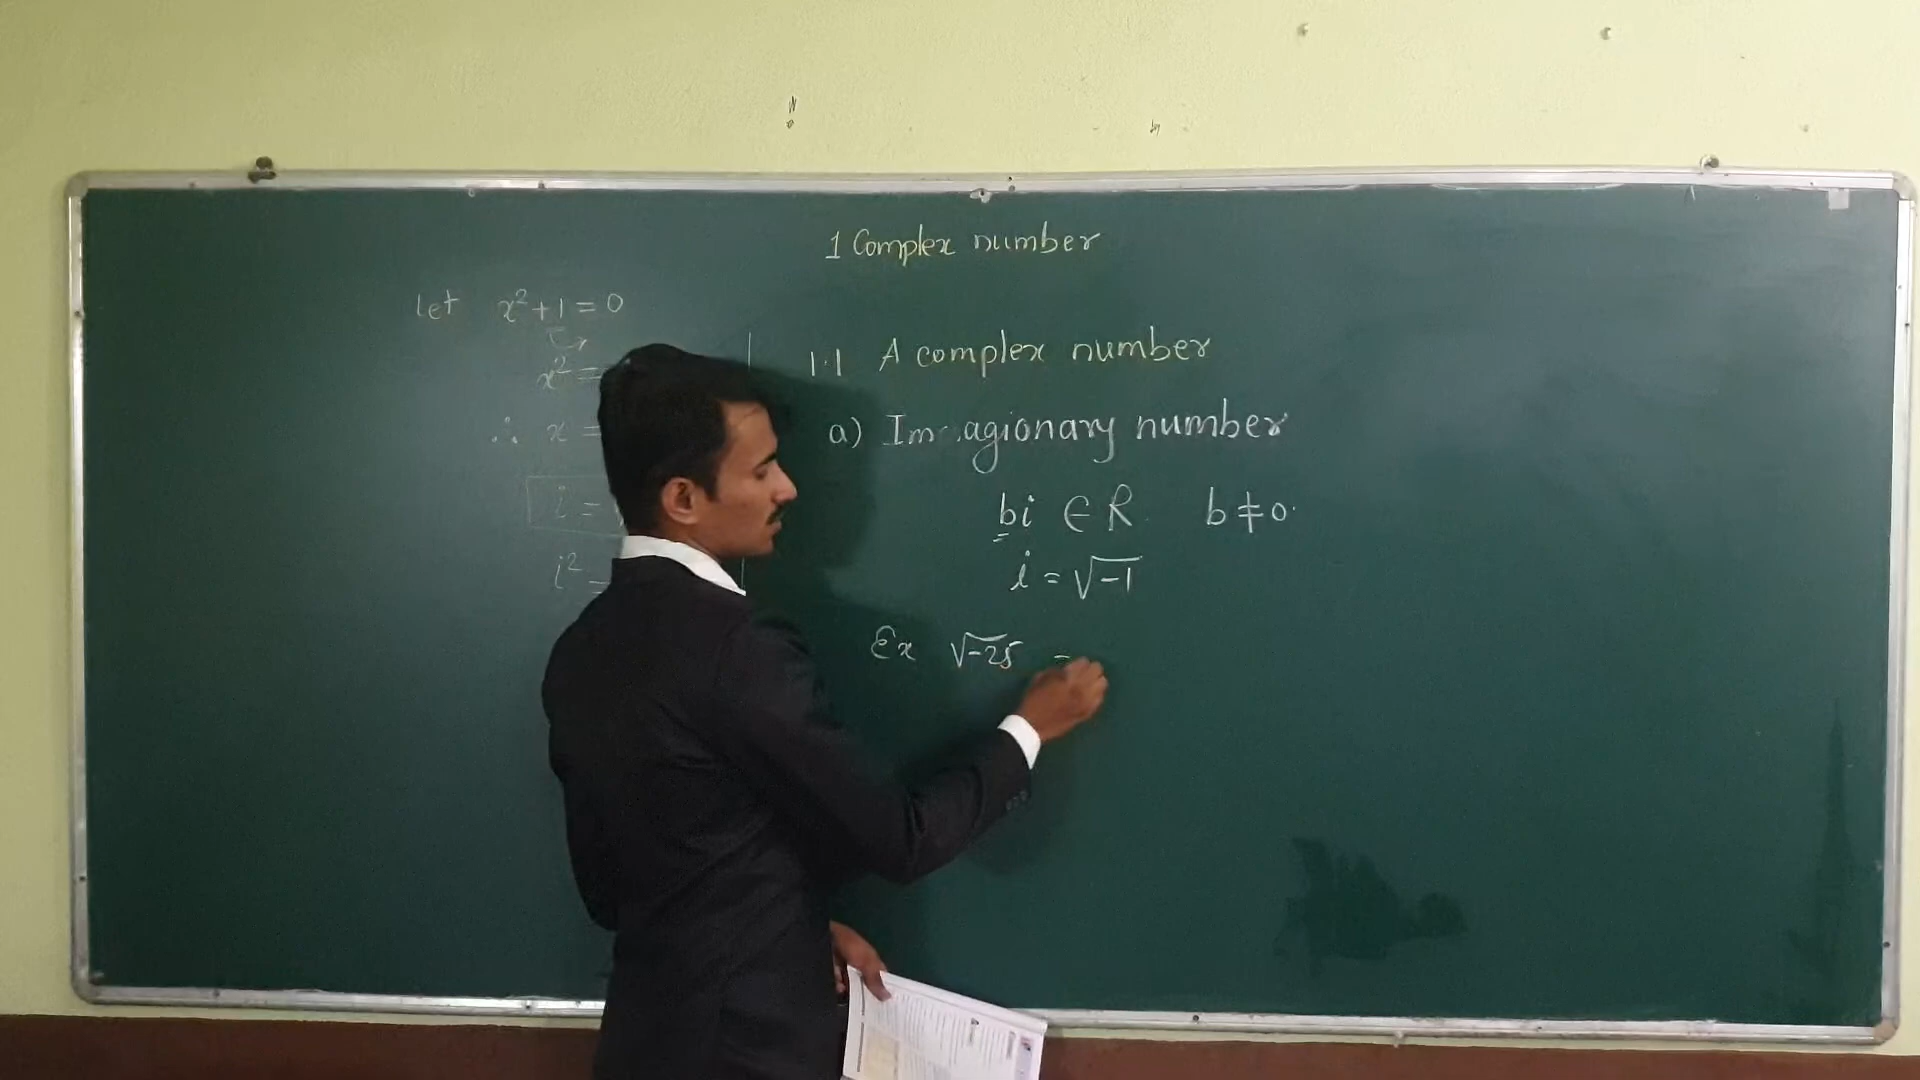 1 Complex number
let x² + 1 = 0
x² =
∴ x =
i =
i² =
1.1 A complex number
a) Imagionary number
bi ∈ R b ≠ 0.
i = √-1
Ex √-25 =